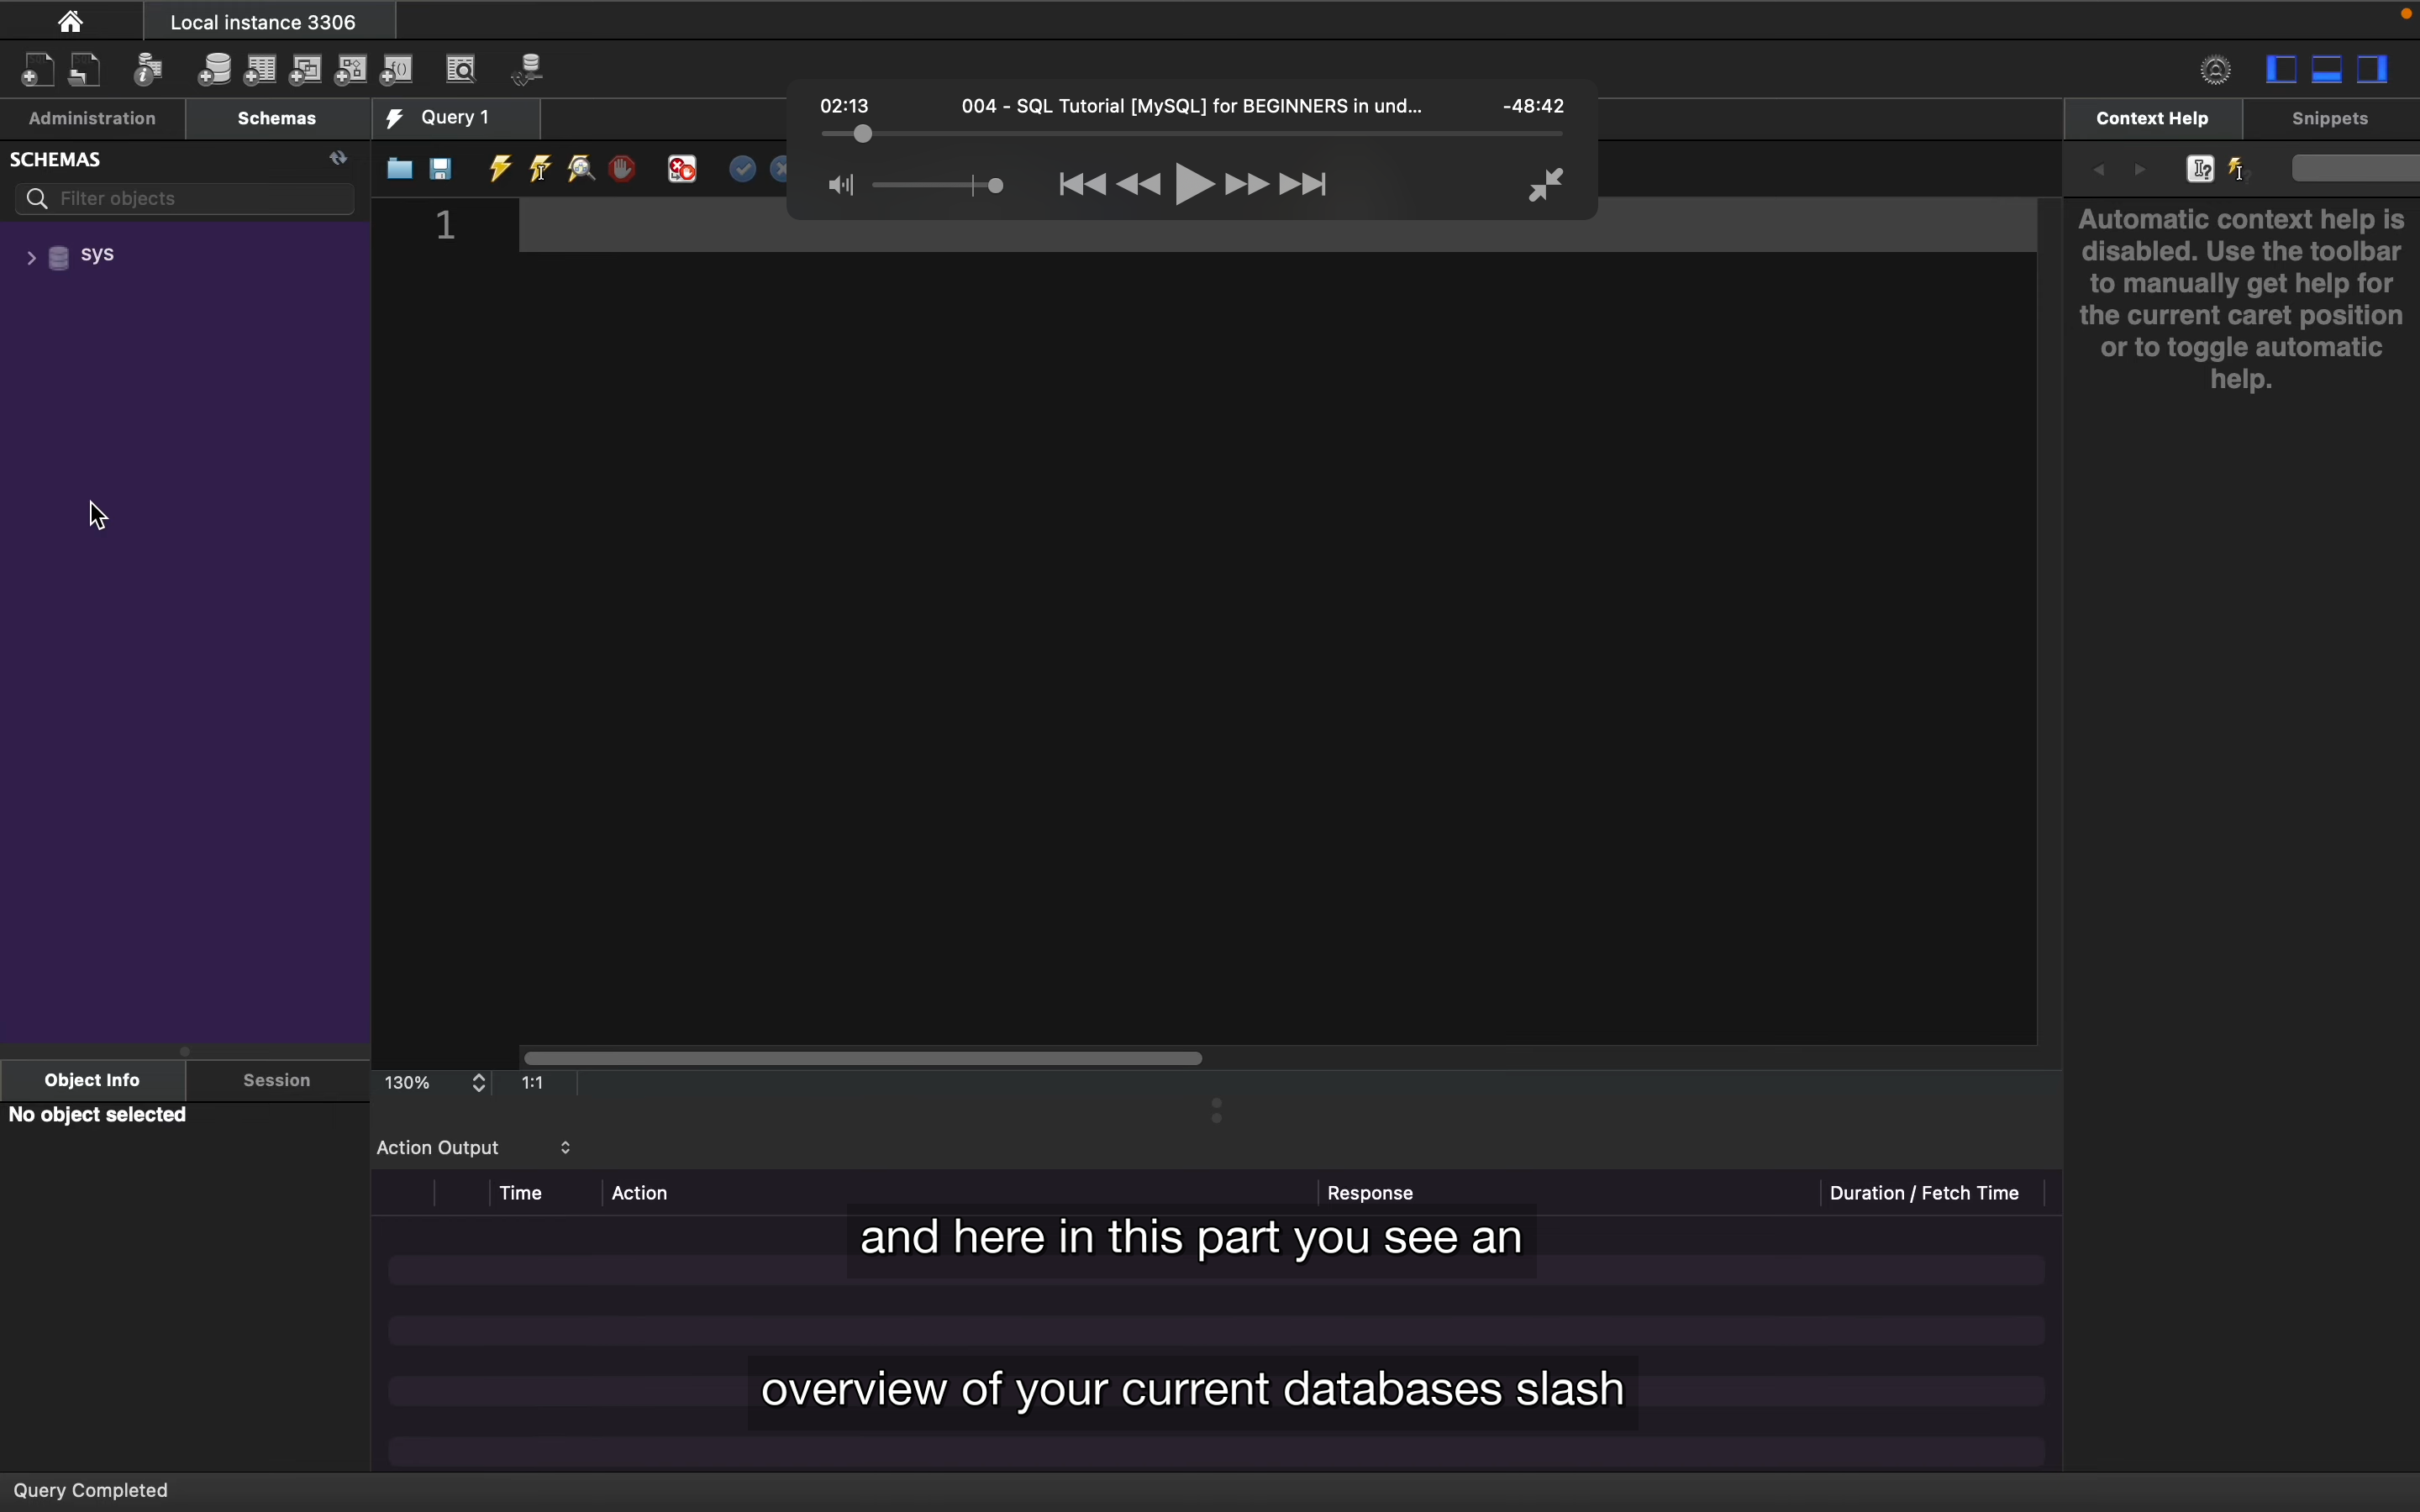 Local instance 3306
Administration
Schemas
Query 1
02:13
004 - SQL Tutorial [MySQL] for BEGINNERS in und...
-48:42
Context Help
Snippets
SCHEMAS
Filter objects
1
sys
Automatic context help is
disabled. Use the toolbar
to manually get help for
the current caret position
or to toggle automatic
help.
Object Info
Session
130%
1:1
No object selected
Action Output
Time
Action
Response
Duration / Fetch Time
and here in this part you see an
overview of your current databases slash
Query Completed